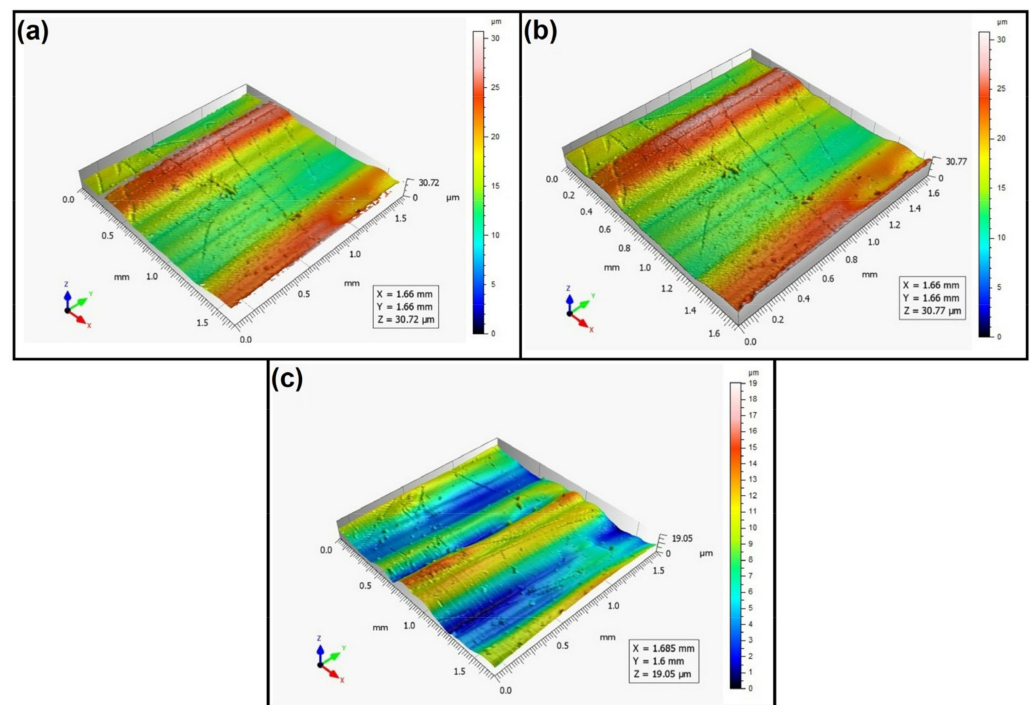 (a)
µm
30
25
20
15
10
5
0
0.0
0.5
1.0
1.5
mm
0.0
0.5
1.0
1.5
mm
30.72
0
µm
X = 1.66 mm
Y = 1.66 mm
Z = 30.72 µm
Z
Y
X
(b)
µm
30
25
20
15
10
5
0
0.0
0.2
0.4
0.6
0.8
1.0
1.2
1.4
1.6
mm
0.0
0.2
0.4
0.6
0.8
1.0
1.2
1.4
1.6
mm
30.77
0
µm
X = 1.66 mm
Y = 1.66 mm
Z = 30.77 µm
Z
Y
X
(c)
µm
19
18
17
16
15
14
13
12
11
10
9
8
7
6
5
4
3
2
1
0
0.0
0.5
1.0
1.5
mm
0.0
0.5
1.0
1.5
mm
19.05
0
µm
X = 1.685 mm
Y = 1.6 mm
Z = 19.05 µm
Z
Y
X